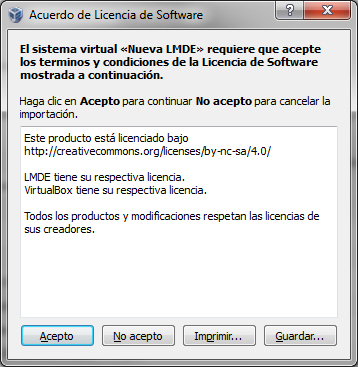 Acuerdo de Licencia de Software
El sistema virtual «Nueva LMDE» requiere que acepte
los terminos y condiciones de la Licencia de Software
mostrada a continuación.
Haga clic en Acepto para continuar No acepto para cancelar la
importación.
Este producto está licenciado bajo
http://creativecommons.org/licenses/by-nc-sa/4.0/
LMDE tiene su respectiva licencia.
VirtualBox tiene su respectiva licencia.
Todos los productos y modificaciones respetan las licencias de
sus creadores.
Acepto No acepto Imprimir... Guardar...